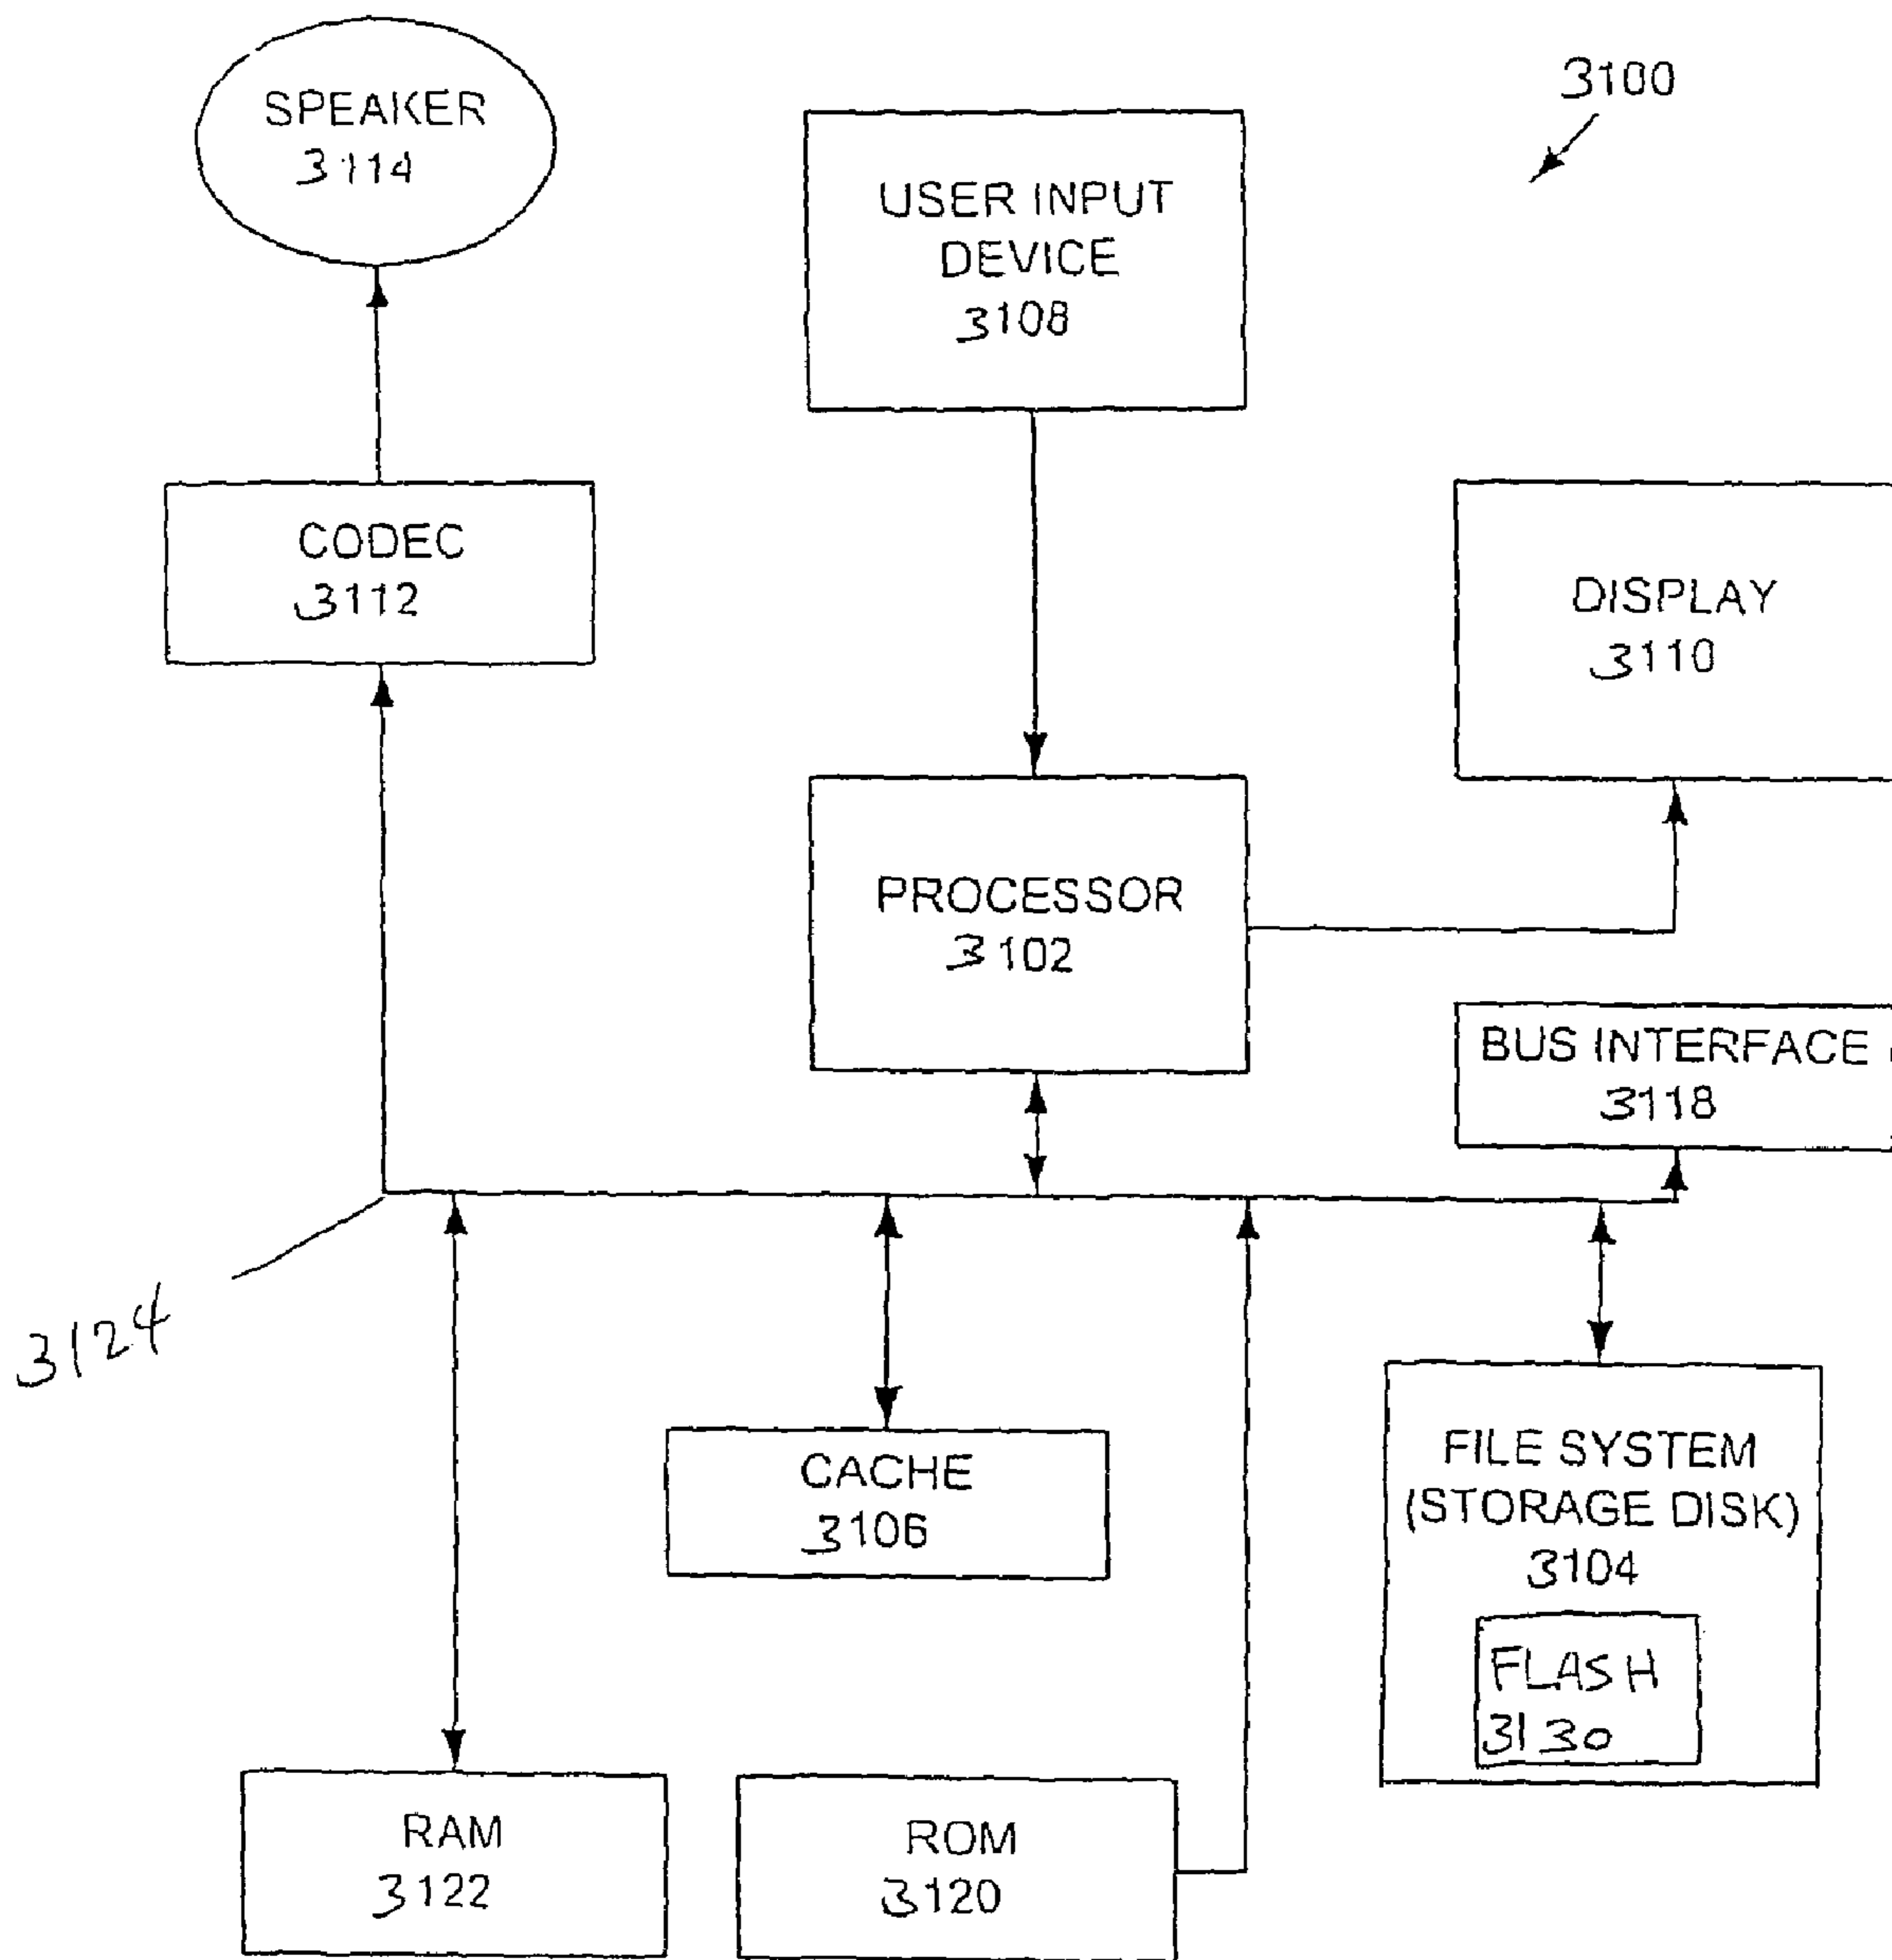 SPEAKER
3114
3100
USER INPUT
DEVICE
3108
CODEC
3112
DISPLAY
3110
PROCESSOR
3102
BUS INTERFACE
3118
3124
CACHE
3106
FILE SYSTEM
(STORAGE DISK)
3104
FLASH
3130
RAM
3122
ROM
3120